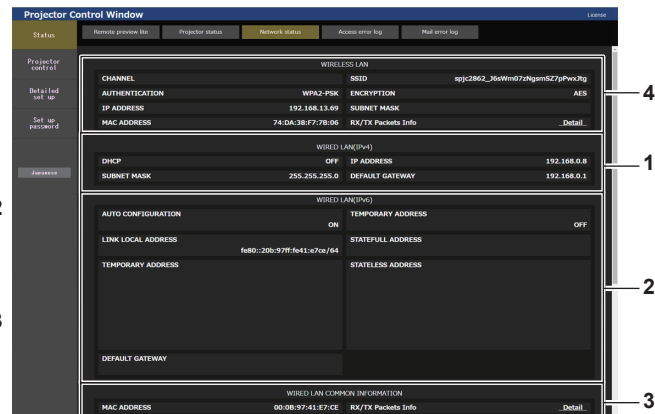 Projector Control Window
License
Status
Remote preview lite
Projector status
Network status
Access error log
Mail error log
Projector
control
Detailed
set up
Set up
password
Japanese
WIRELESS LAN
CHANNEL
SSID spjc2862_J6sWm07zNgsmSZ7pPwxJtg
AUTHENTICATION WPA2-PSK
ENCRYPTION AES
IP ADDRESS 192.168.13.69
SUBNET MASK
MAC ADDRESS 74:DA:38:F7:7B:06
RX/TX Packets Info Detail
4
WIRED LAN(IPv4)
DHCP OFF
IP ADDRESS 192.168.0.8
SUBNET MASK 255.255.255.0
DEFAULT GATEWAY 192.168.0.1
1
WIRED LAN(IPv6)
AUTO CONFIGURATION
ON
TEMPORARY ADDRESS
OFF
LINK LOCAL ADDRESS
fe80::20b:97ff:fe41:e7ce/64
STATEFULL ADDRESS
TEMPORARY ADDRESS
STATELESS ADDRESS
DEFAULT GATEWAY
2
WIRED LAN COMMON INFORMATION
MAC ADDRESS 00:0B:97:41:E7:CE
RX/TX Packets Info Detail
3